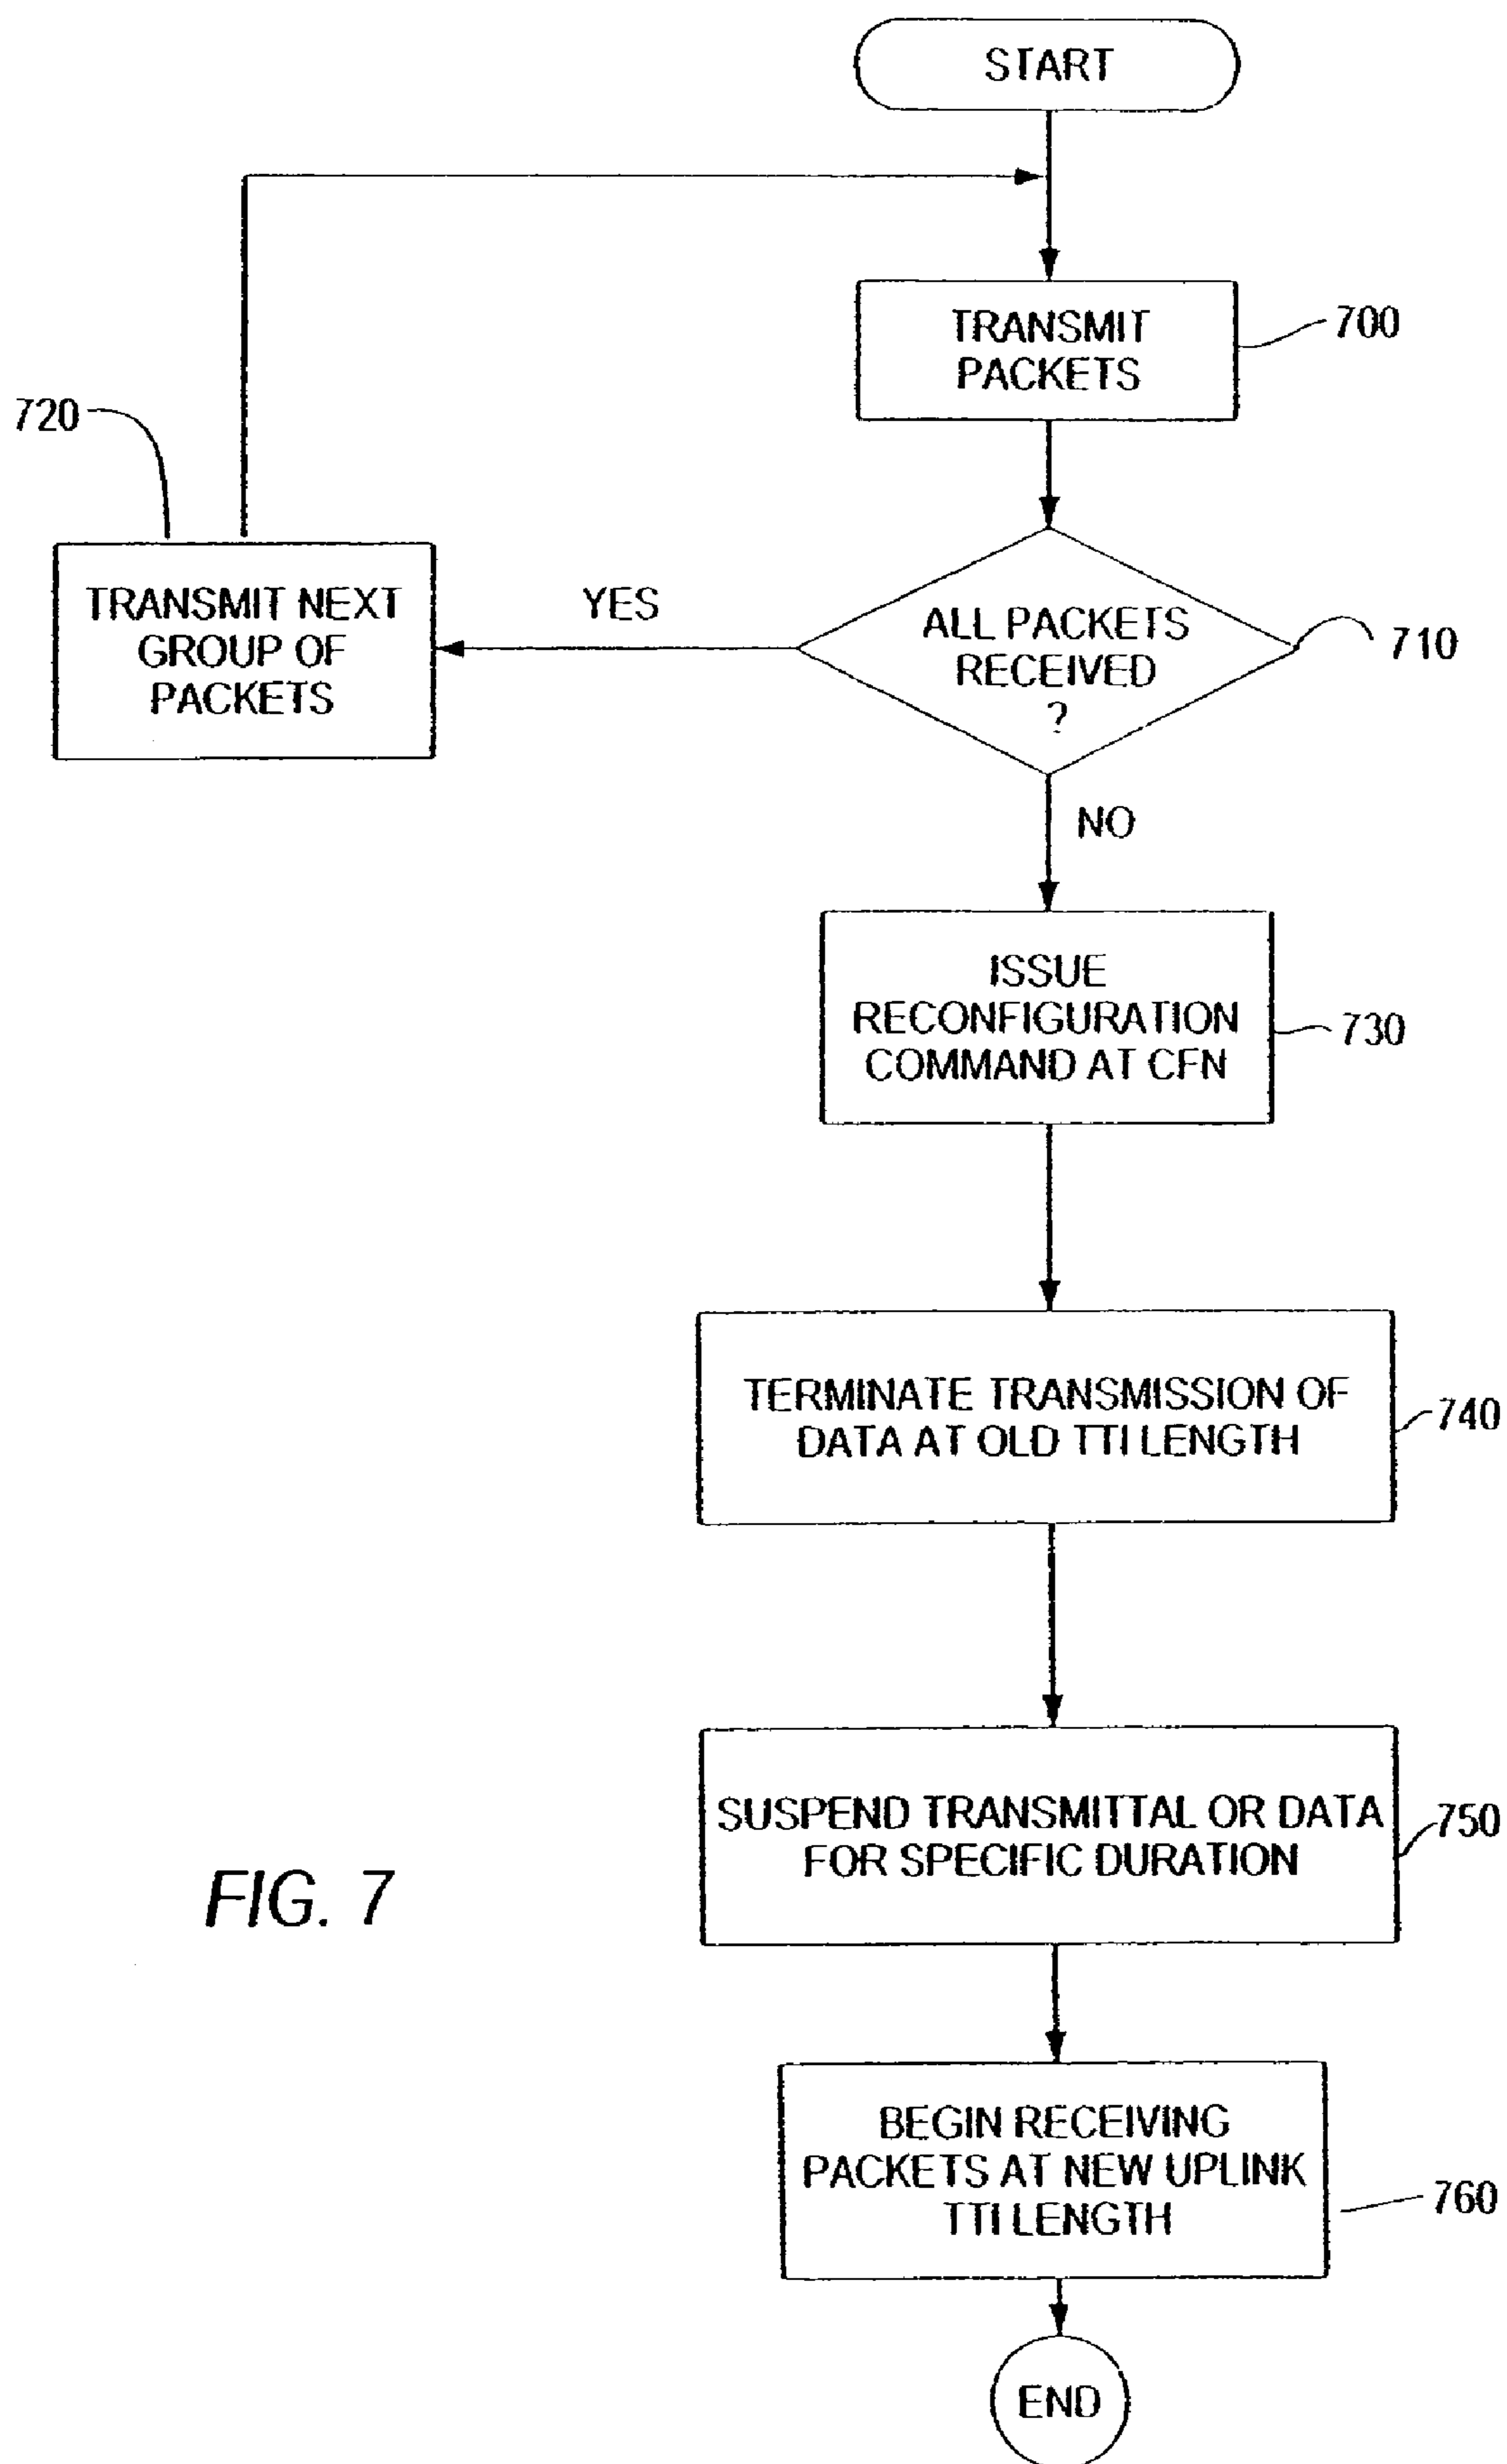 START
TRANSMIT
PACKETS
700
720
TRANSMIT NEXT
GROUP OF
PACKETS
YES
ALL PACKETS
RECEIVED
?
710
NO
ISSUE
RECONFIGURATION
COMMAND AT CFN
730
TERMINATE TRANSMISSION OF
DATA AT OLD TTI LENGTH
740
SUSPEND TRANSMITTAL OR DATA
FOR SPECIFIC DURATION
750
FIG. 7
BEGIN RECEIVING
PACKETS AT NEW UPLINK
TTI LENGTH
760
END